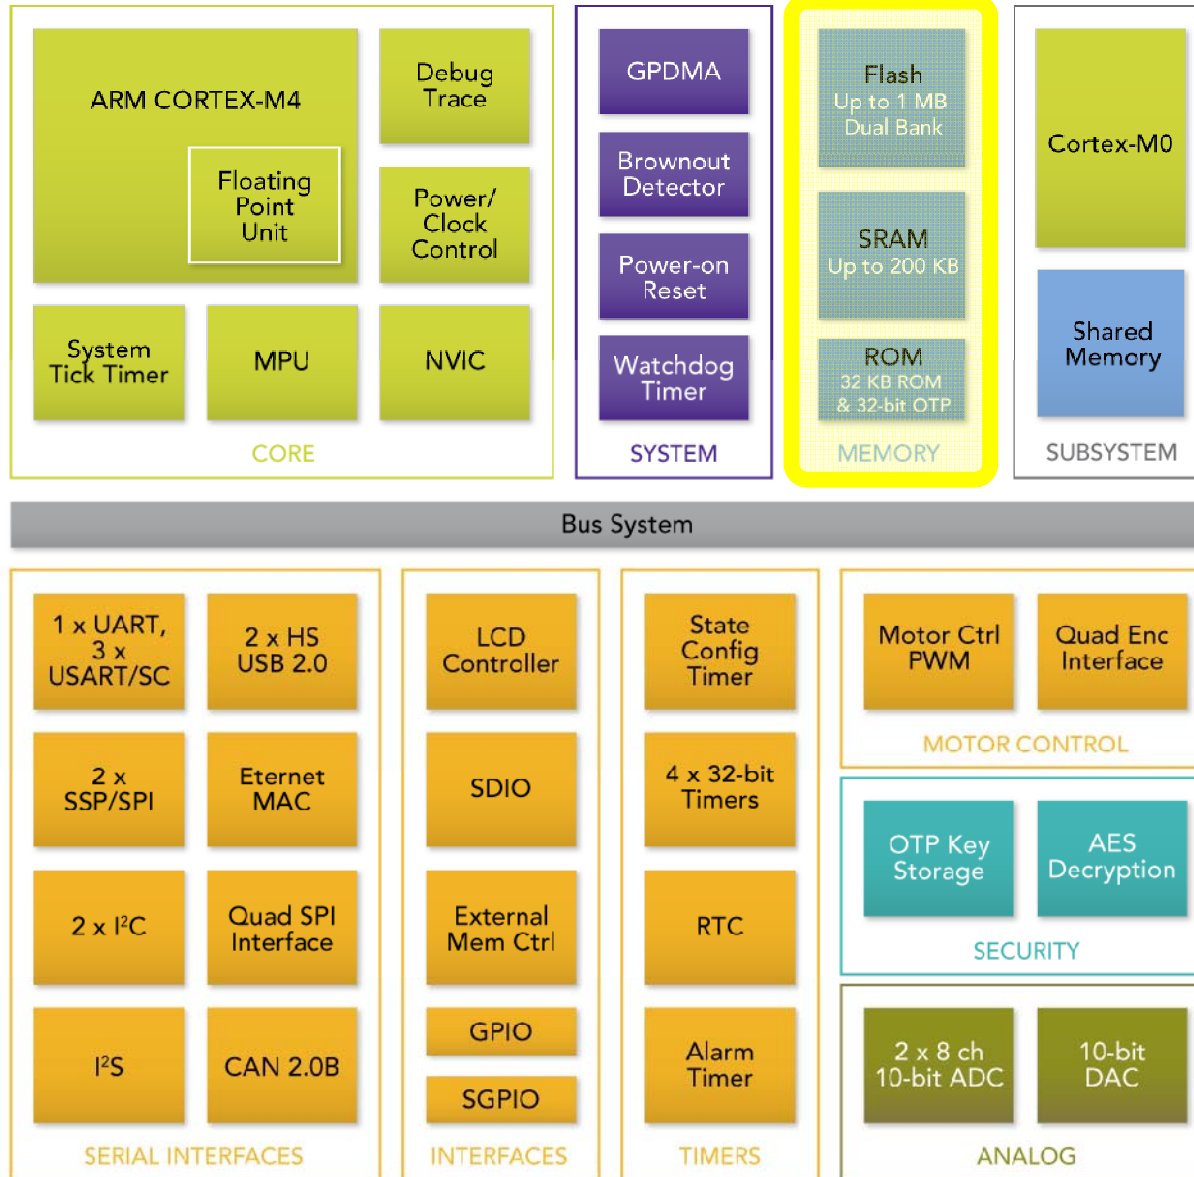 ARM CORTEX-M4
Floating
Point
Unit
Debug
Trace
Power/
Clock
Control
System
Tick Timer
MPU
NVIC
CORE
GPDMA
Brownout
Detector
Power-on
Reset
Watchdog
Timer
SYSTEM
Flash
Up to 1 MB
Dual Bank
SRAM
Up to 200 KB
ROM
32 KB ROM
& 32-bit OTP
MEMORY
Cortex-M0
Shared
Memory
SUBSYSTEM
Bus System
1 x UART,
3 x
USART/SC
2 x HS
USB 2.0
2 x
SSP/SPI
Eternet
MAC
2 x I²C
Quad SPI
Interface
I²S
CAN 2.0B
SERIAL INTERFACES
LCD
Controller
SDIO
External
Mem Ctrl
GPIO
SGPIO
INTERFACES
State
Config
Timer
4 x 32-bit
Timers
RTC
Alarm
Timer
TIMERS
Motor Ctrl
PWM
Quad Enc
Interface
MOTOR CONTROL
OTP Key
Storage
AES
Decryption
SECURITY
2 x 8 ch
10-bit ADC
10-bit
DAC
ANALOG